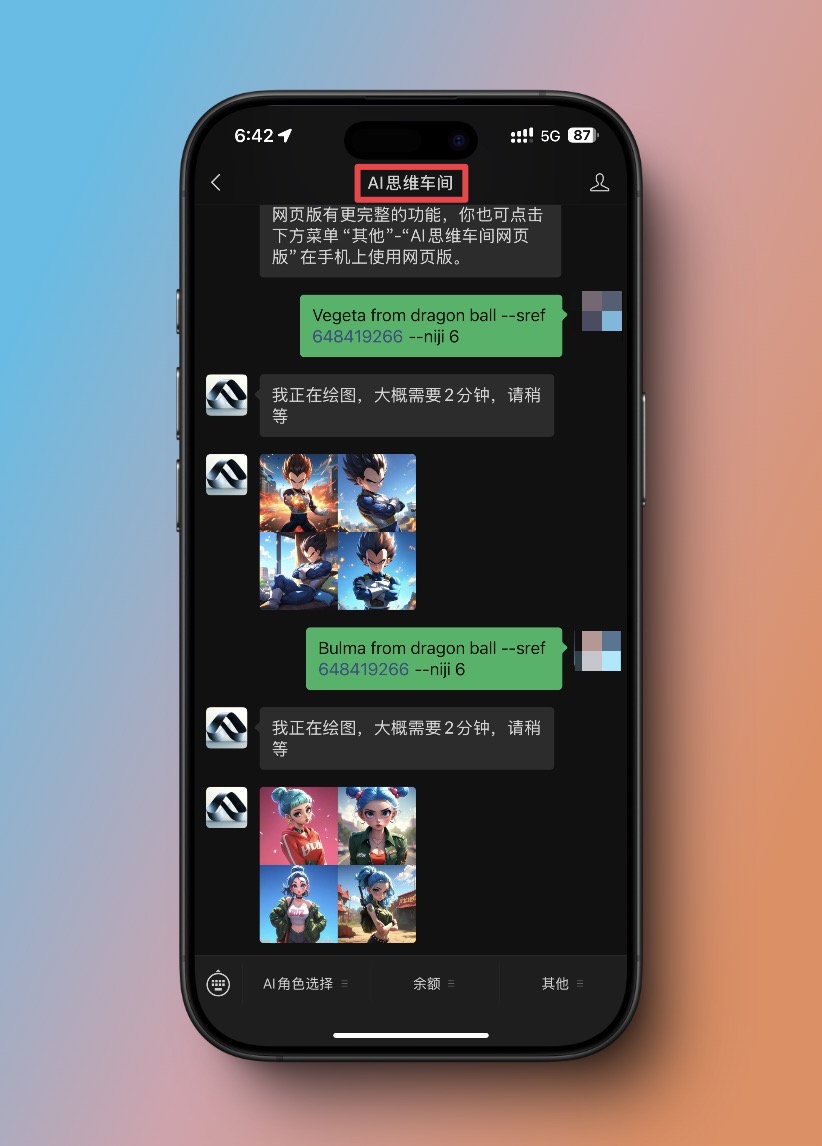 6:42
5G
87
AI思维车间
网页版有更完整的功能，你也可点击
下方菜单“其他”-“AI思维车间网页
版”在手机上使用网页版。
Vegeta from dragon ball --sref
648419266 --niji 6
我正在绘图，大概需要2分钟，请稍
等
Bulma from dragon ball --sref
648419266 --niji 6
我正在绘图，大概需要2分钟，请稍
等
AI角色选择
余额
其他